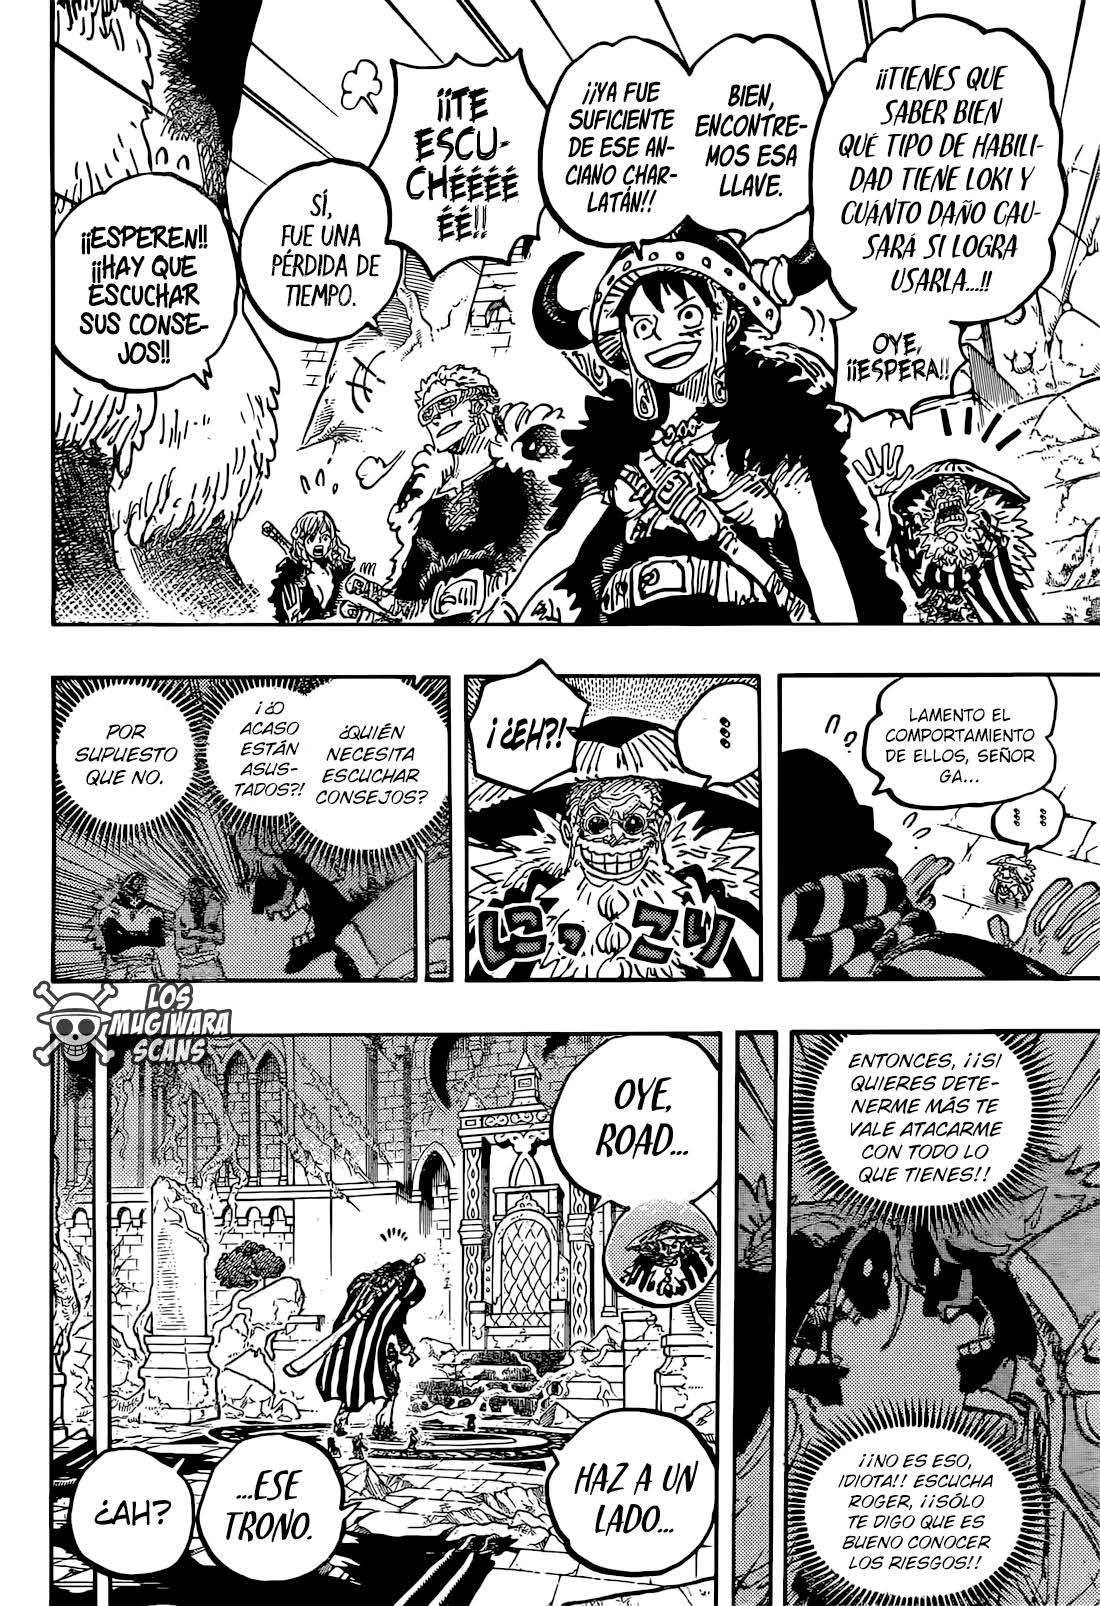 ¡¡TIENES QUE
SABER BIEN
QUÉ TIPO DE HABILI-
DAD TIENE LOKI Y
CUÁNTO DAÑO CAU-
SARÁ SI LOGRA
USARLA...!!
OYE,
¡¡ESPERA!!
BIEN,
ENCONTRE-
MOS ESA
LLAVE.
¡¡YA FUE
SUFICIENTE
DE ESE AN-
CIANO CHAR-
LATÁN!!
¡¡TE
ESCU-
CHÉÉÉÉ
ÉÉ!!
SÍ,
FUE UNA
PÉRDIDA DE
TIEMPO.
¡¡ESPEREN!!
¡¡HAY QUE
ESCUCHAR
SUS CONSE-
JOS!!
LAMENTO EL
COMPORTAMIENTO
DE ELLOS, SEÑOR
GA...
...
...
...
...
¡¿EH?!
にっこり
¿QUIÉN
NECESITA
ESCUCHAR
CONSEJOS?
¡¿O
ACASO
ESTÁN
ASUS-
TADOS?!
POR
SUPUESTO
QUE NO.
LOS
MUGIWARA
SCANS
ENTONCES, ¡¡SI
QUIERES DETE-
NERME MÁS TE
VALE ATACARME
CON TODO LO
QUE TIENES!!
¡¡NO ES ESO,
IDIOTA!! ESCUCHA
ROGER, ¡¡SÓLO
TE DIGO QUE ES
BUENO CONOCER
LOS RIESGOS!!
OYE,
ROAD...
HAZ A UN
LADO...
...ESE
TRONO.
¿AH?